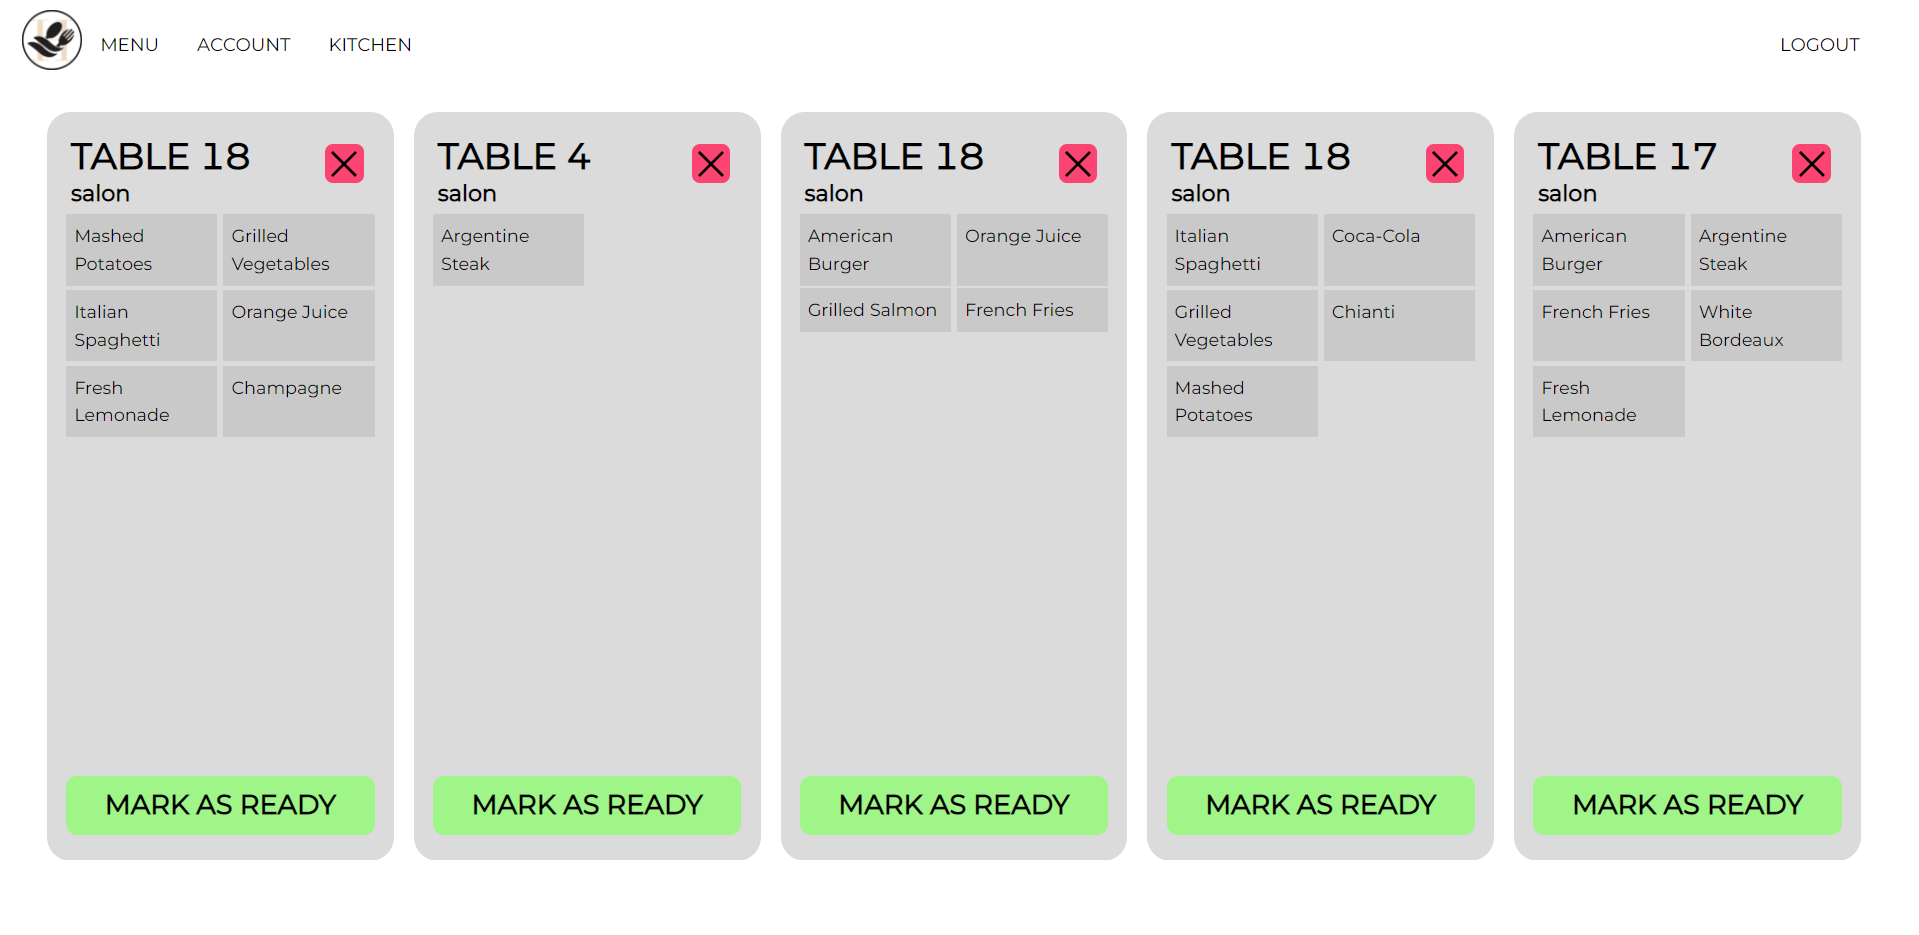 MENU ACCOUNT KITCHEN LOGOUT
TABLE 18
salon
Mashed
Potatoes
Grilled
Vegetables
Italian
Spaghetti
Orange Juice
Fresh
Lemonade
Champagne
MARK AS READY
TABLE 4
salon
Argentine
Steak
MARK AS READY
TABLE 18
salon
American
Burger
Orange Juice
Grilled Salmon
French Fries
MARK AS READY
TABLE 18
salon
Italian
Spaghetti
Coca-Cola
Grilled
Vegetables
Chianti
Mashed
Potatoes
MARK AS READY
TABLE 17
salon
American
Burger
Argentine
Steak
French Fries
White
Bordeaux
Fresh
Lemonade
MARK AS READY